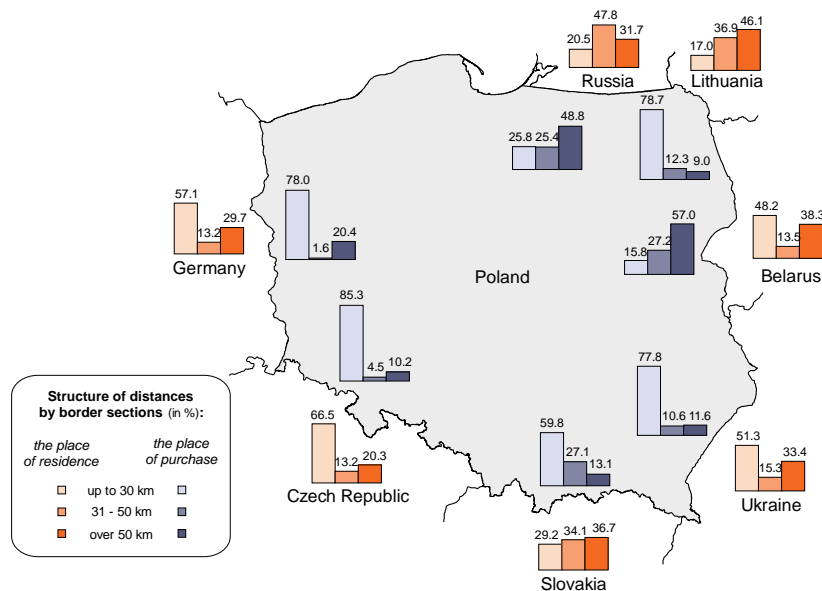 20.5 47.8 31.7
Russia
17.0 36.9 46.1
Lithuania
25.8 25.4 48.8
78.7 12.3 9.0
57.1 13.2 29.7
Germany
78.0 1.6 20.4
15.8 27.2 57.0
48.2 13.5 38.3
Belarus
Poland
85.3 4.5 10.2
77.8 10.6 11.6
59.8 27.1 13.1
66.5 13.2 20.3
Czech Republic
51.3 15.3 33.4
Ukraine
29.2 34.1 36.7
Slovakia
Structure of distances
by border sections (in %):
the place of residence
the place of purchase
up to 30 km
31 - 50 km
over 50 km